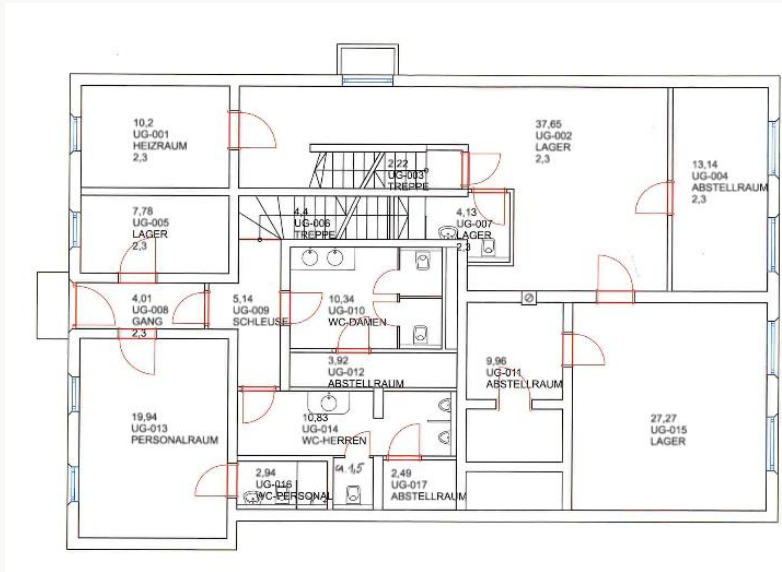 10,2
UG-001
HEIZRAUM
2,3
37,65
UG-002
LAGER
2,3
13,14
UG-004
ABSTELLRAUM
2,3
2,22
UG-003
TREPPE
7,78
UG-005
LAGER
2,3
4,4
UG-006
TREPPE
4,13
UG-007
LAGER
2,3
4,01
UG-008
GANG
2,3
5,14
UG-009
SCHLEUSE
10,34
UG-010
WC-DAMEN
3,92
UG-012
ABSTELLRAUM
9,96
UG-011
ABSTELLRAUM
19,94
UG-013
PERSONALRAUM
10,83
UG-014
WC-HERREN
27,27
UG-015
LAGER
2,94
UG-016
WC-PERSONAL
ca. 1,5
2,49
UG-017
ABSTELLRAUM